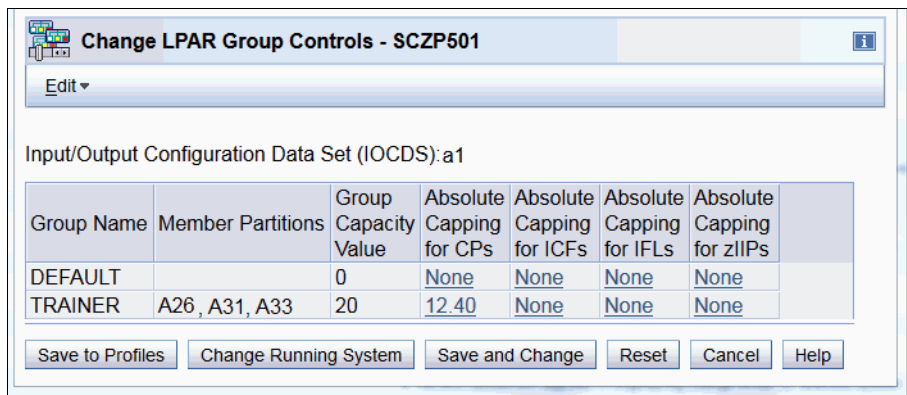 Change LPAR Group Controls - SCZP501
i
Edit
Input/Output Configuration Data Set (IOCDS): a1
Group Name Member Partitions Group Capacity Value Absolute Capping for CPs Absolute Capping for ICFs Absolute Capping for IFLs Absolute Capping for zIIPs
DEFAULT 0 None None None None
TRAINER A26, A31, A33 20 12.40 None None None
Save to Profiles Change Running System Save and Change Reset Cancel Help